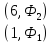 (6, Φ₂)
(1, Φ₁)